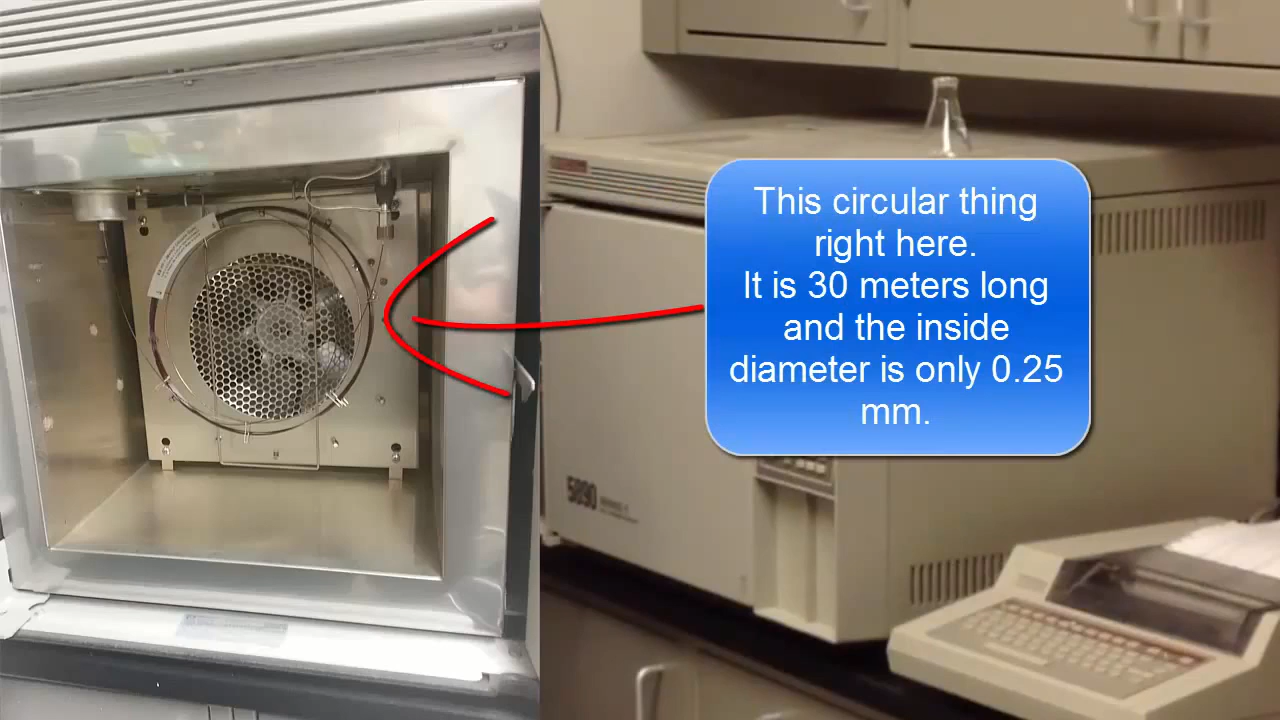 This circular thing
right here.
It is 30 meters long
and the inside
diameter is only 0.25
mm.
5890